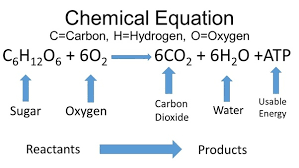 Chemical Equation
C=Carbon, H=Hydrogen, O=Oxygen
C₆H₁₂O₆ + 6O₂ → 6CO₂ + 6H₂O +ATP
Sugar Oxygen Carbon Dioxide Water Usable Energy
Reactants → Products